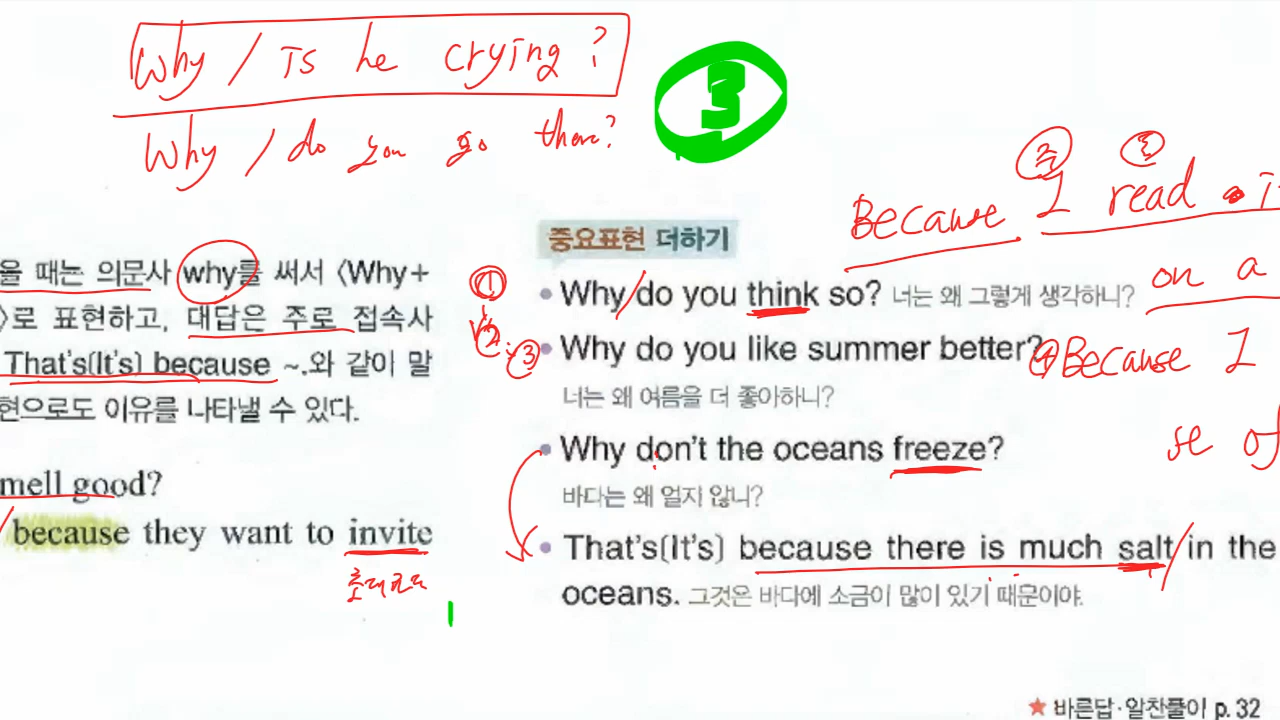 Why / is he crying?
Why / do you go there?
3
② ③
Because I read
on a
④ Because I
se of
을 때는 의문사 why를 써서 〈Why+
〉로 표현하고, 대답은 주로 접속사
That's(It's) because ~.와 같이 말
현으로도 이유를 나타낼 수 있다.
mell good?
because they want to invite
초대하다
중요표현 더하기
①
② ③
• Why do you think so? 너는 왜 그렇게 생각하니?
• Why do you like summer better?
너는 왜 여름을 더 좋아하니?
• Why don't the oceans freeze?
바다는 왜 얼지 않니?
• That's(It's) because there is much salt in the
oceans. 그것은 바다에 소금이 많이 있기 때문이야.
★ 바른답·알찬풀이 p. 32